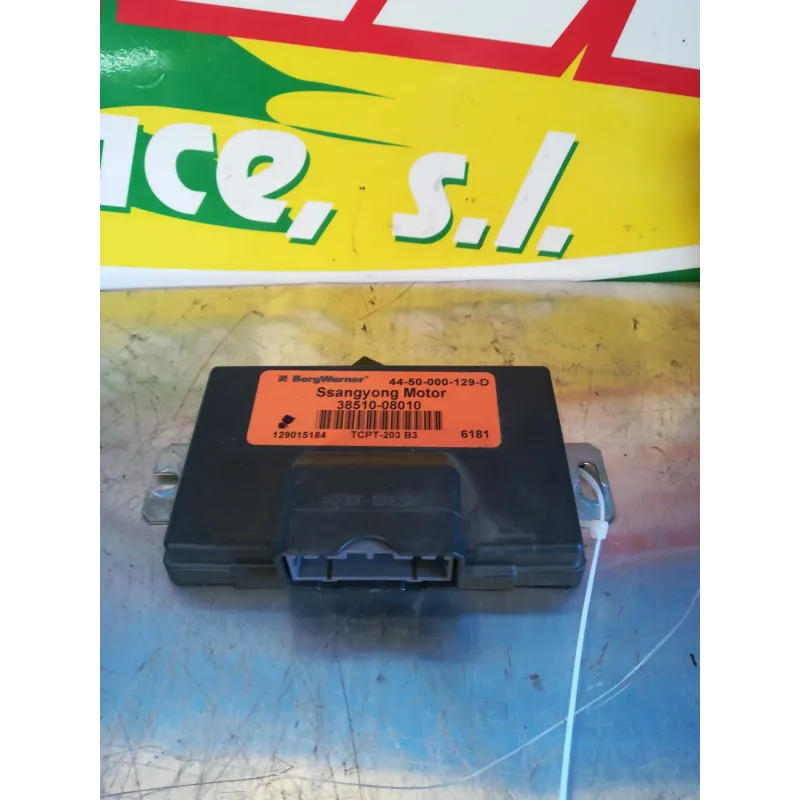 ace, s.l.
BorgWarner 44-50-000-129-D
Ssangyong Motor
38510-08010
129015184 TCPT-203 B3 6181